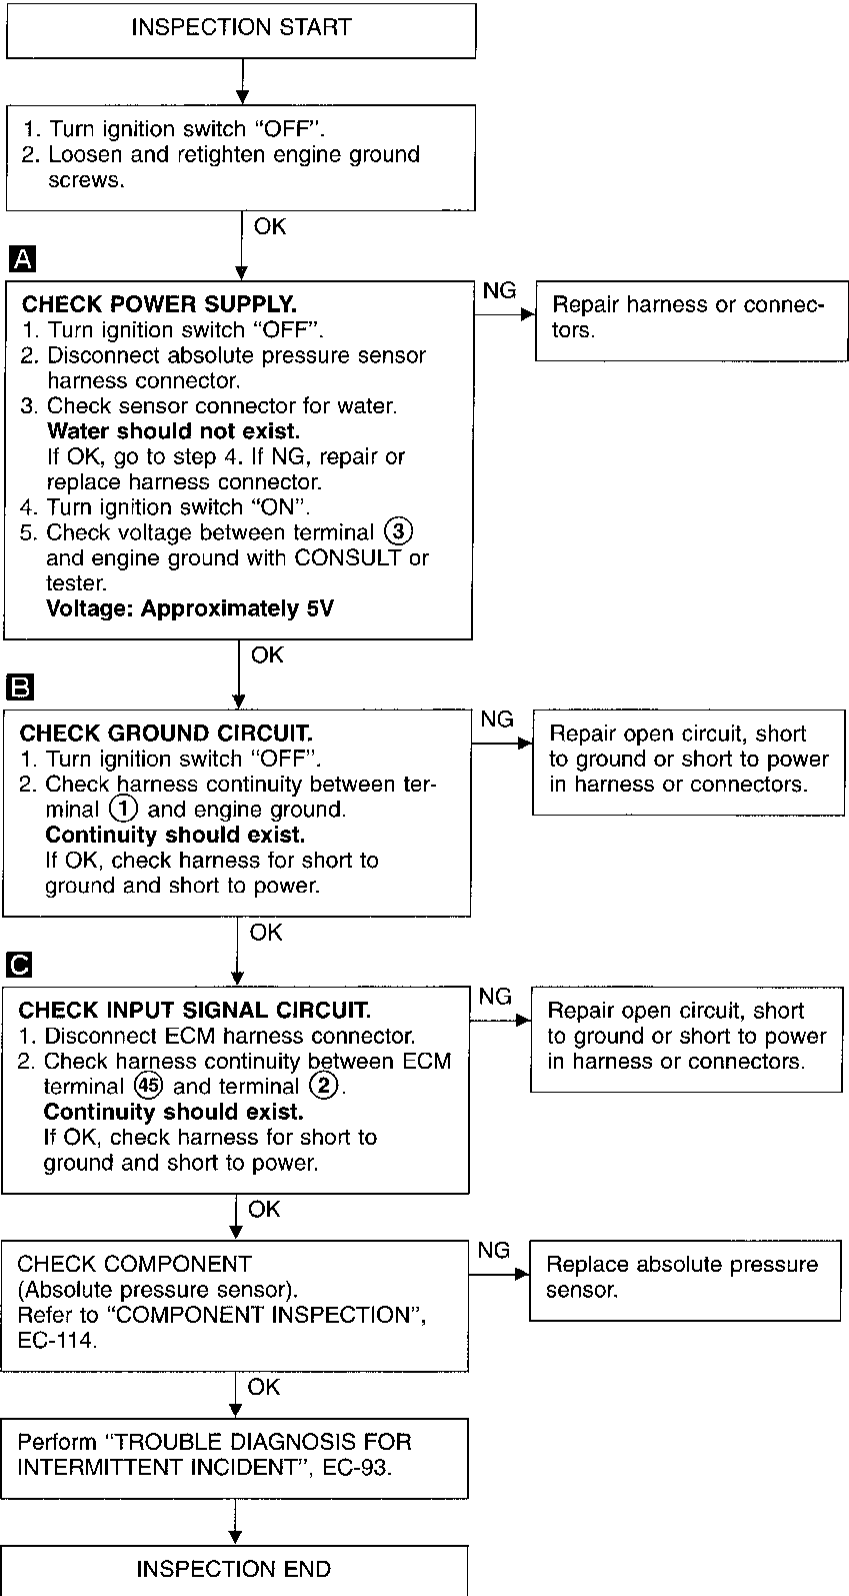 INSPECTION START
1. Turn ignition switch “OFF”.
2. Loosen and retighten engine ground
screws.
OK
A
CHECK POWER SUPPLY.
1. Turn ignition switch “OFF”.
2. Disconnect absolute pressure sensor
harness connector.
3. Check sensor connector for water.
Water should not exist.
If OK, go to step 4. If NG, repair or
replace harness connector.
4. Turn ignition switch “ON”.
5. Check voltage between terminal ③
and engine ground with CONSULT or
tester.
Voltage: Approximately 5V
NG
Repair harness or connec-
tors.
OK
B
CHECK GROUND CIRCUIT.
1. Turn ignition switch “OFF”.
2. Check harness continuity between ter-
minal ① and engine ground.
Continuity should exist.
If OK, check harness for short to
ground and short to power.
NG
Repair open circuit, short
to ground or short to power
in harness or connectors.
OK
C
CHECK INPUT SIGNAL CIRCUIT.
1. Disconnect ECM harness connector.
2. Check harness continuity between ECM
terminal ㊺ and terminal ②.
Continuity should exist.
If OK, check harness for short to
ground and short to power.
NG
Repair open circuit, short
to ground or short to power
in harness or connectors.
OK
CHECK COMPONENT
(Absolute pressure sensor).
Refer to “COMPONENT INSPECTION”,
EC-114.
NG
Replace absolute pressure
sensor.
OK
Perform “TROUBLE DIAGNOSIS FOR
INTERMITTENT INCIDENT”, EC-93.
INSPECTION END